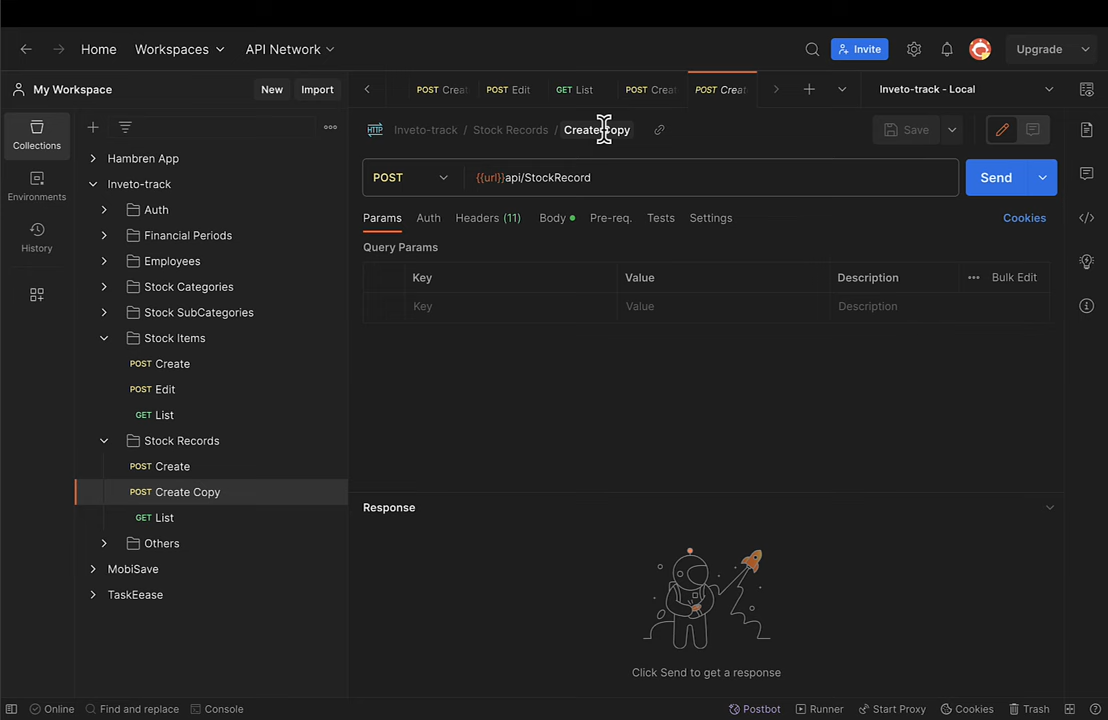 Home Workspaces API Network Invite Upgrade
My Workspace New Import POST Creat POST Edit GET List POST Creat POST Creat Inveto-track - Local
Inveto-track / Stock Records / Create Copy Save
Collections
Environments
History
Hambren App
Inveto-track
Auth
Financial Periods
Employees
Stock Categories
Stock SubCategories
Stock Items
POST Create
POST Edit
GET List
Stock Records
POST Create
POST Create Copy
GET List
Others
MobiSave
TaskEease
HTTP
POST {{url}}api/StockRecord Send
Params Auth Headers (11) Body Pre-req. Tests Settings Cookies
Query Params
Key Value Description Bulk Edit
Key Value Description
Response
Click Send to get a response
Online Find and replace Console Postbot Runner Start Proxy Cookies Trash